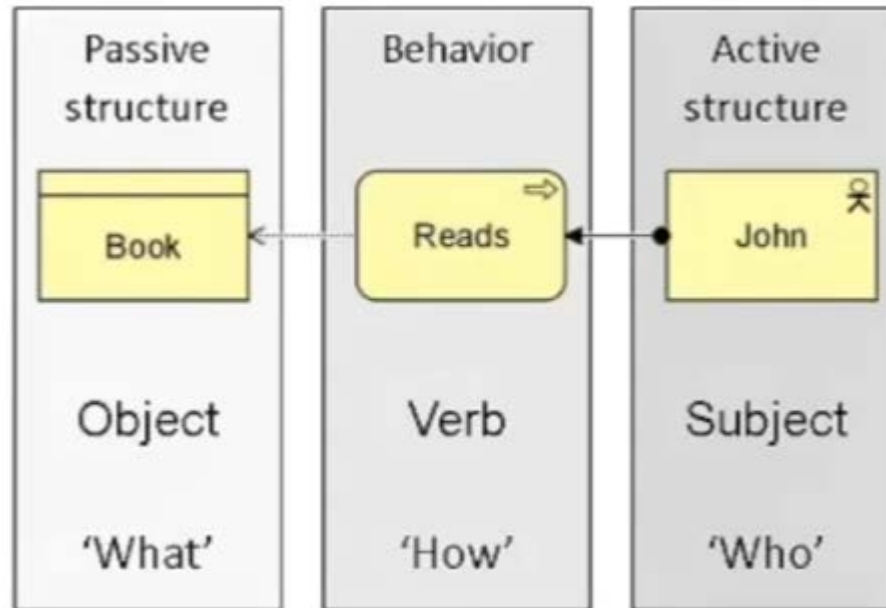 Passive
structure
Book
Object
‘What’
Behavior
Reads
Verb
‘How’
Active
structure
John
Subject
‘Who’